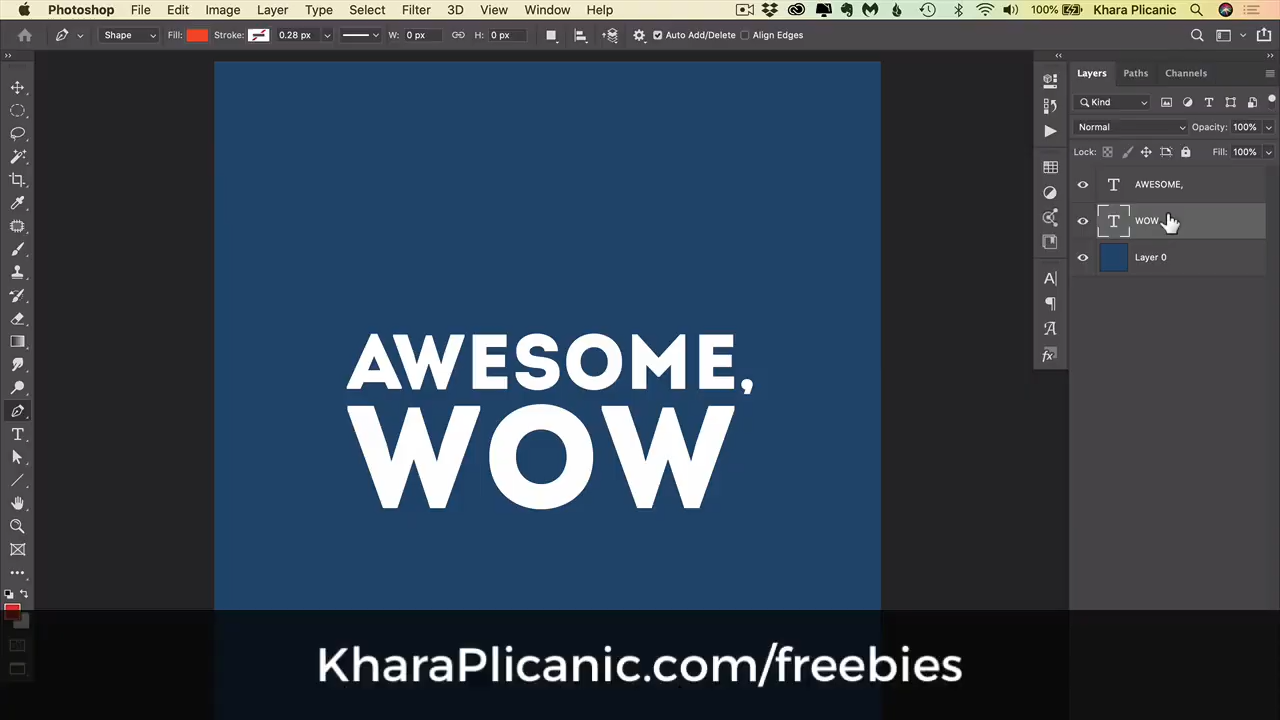 Photoshop File Edit Image Layer Type Select Filter 3D View Window Help 100% Khara Plicanic
Shape Fill: Stroke: 0.28 px W: 0 px H: 0 px Auto Add/Delete Align Edges
Layers Paths Channels
Kind
Normal Opacity: 100%
Lock: Fill: 100%
AWESOME,
WOW
Layer 0
AWESOME,
WOW
KharaPlicanic.com/freebies